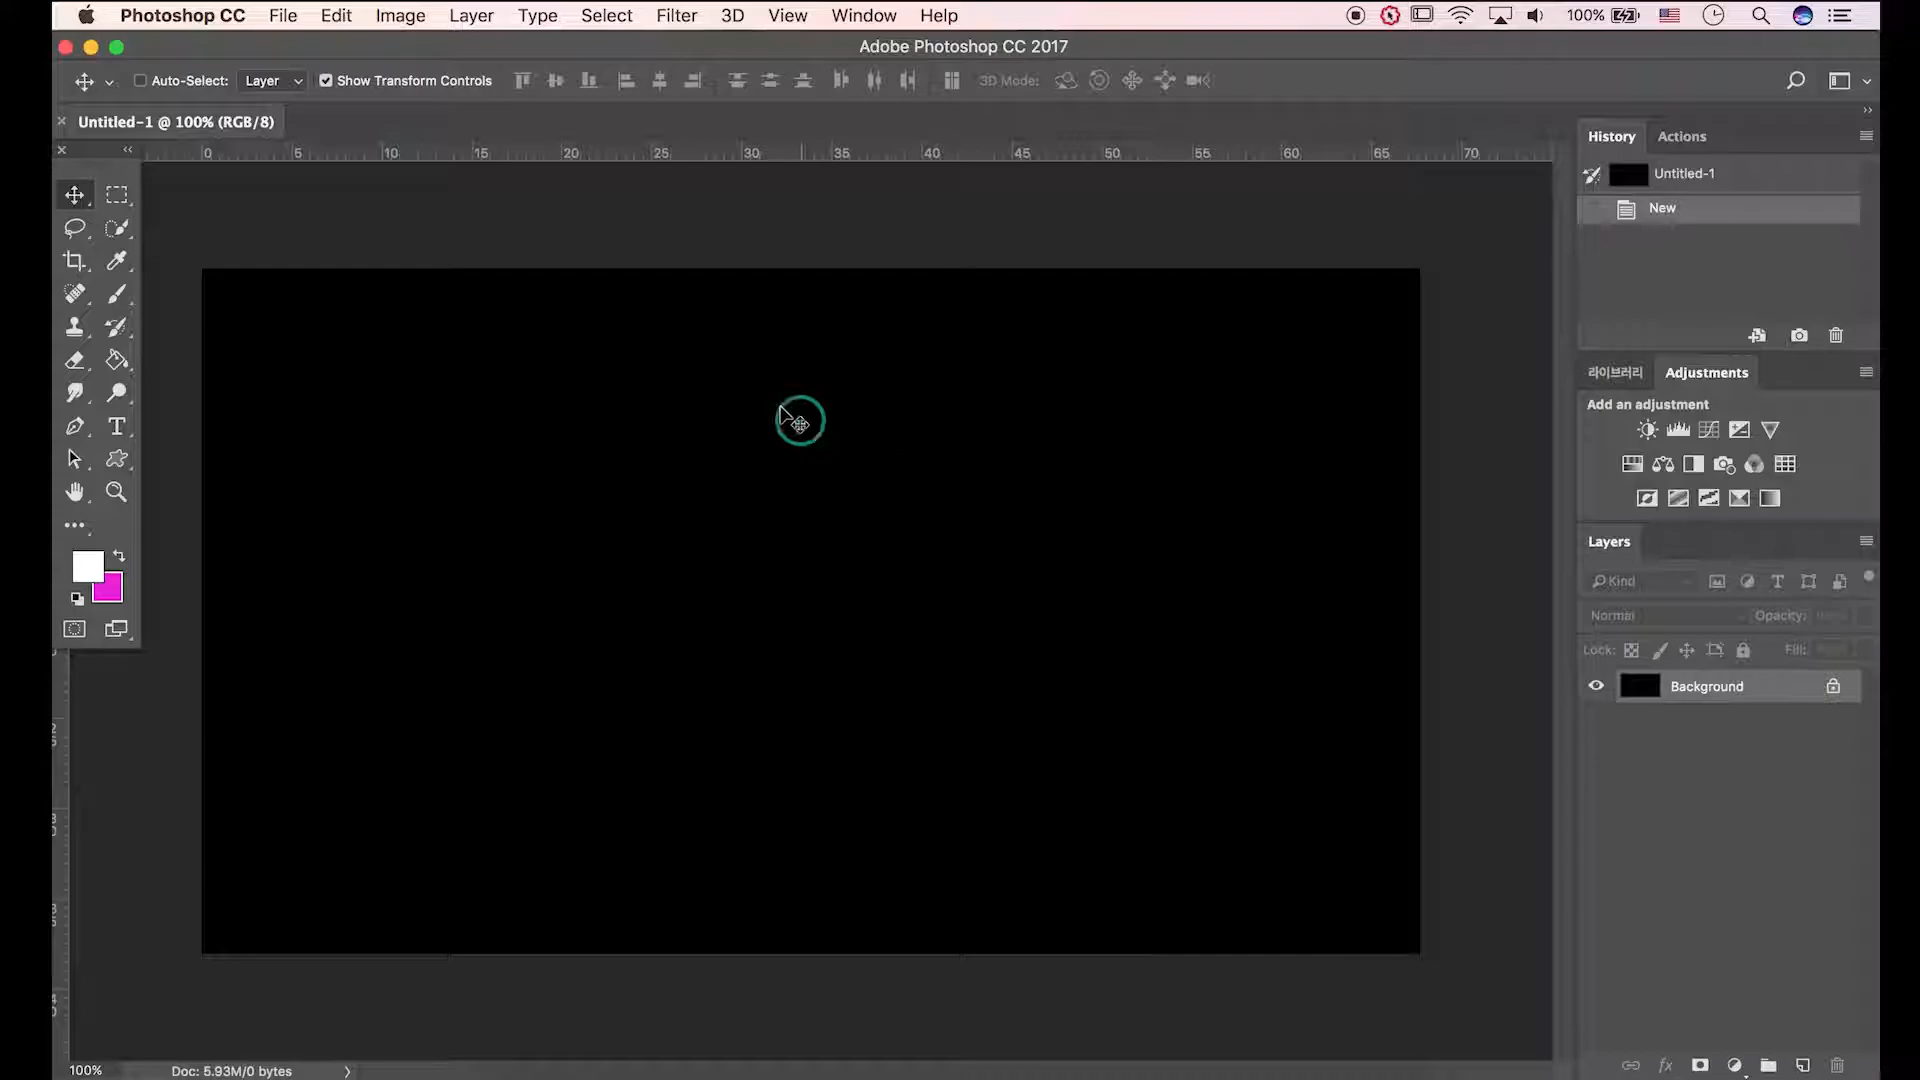 Photoshop CC File Edit Image Layer Type Select Filter 3D View Window Help 100%
Adobe Photoshop CC 2017
Auto-Select: Layer Show Transform Controls 3D Mode:
Untitled-1 @ 100% (RGB/8)
0 5 10 15 20 25 30 35 40 45 50 55 60 65 70
History Actions
Untitled-1
New
라이브러리 Adjustments
Add an adjustment
Layers
Kind
Normal Opacity:
Lock: Fill:
Background
100% Doc: 5.93M/0 bytes